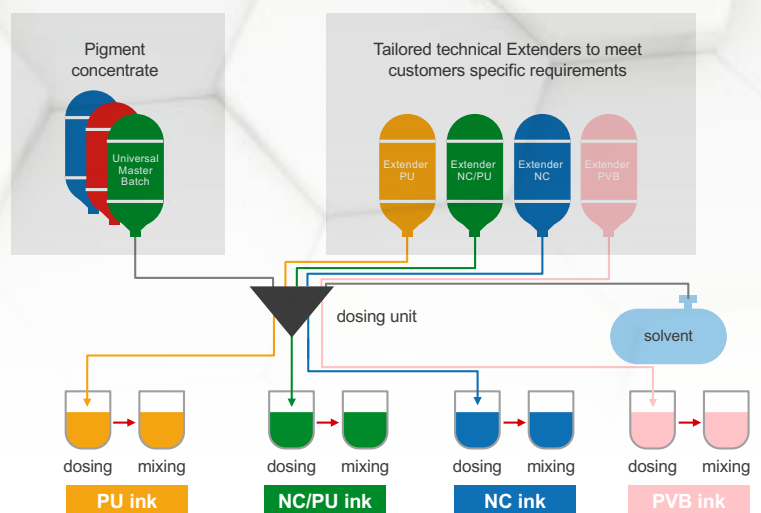 Pigment
concentrate
Tailored technical Extenders to meet
customers specific requirements
Universal
Master
Batch
Extender
PU
Extender
NC/PU
Extender
NC
Extender
PVB
dosing unit
solvent
dosing
mixing
dosing
mixing
dosing
mixing
dosing
mixing
PU ink
NC/PU ink
NC ink
PVB ink